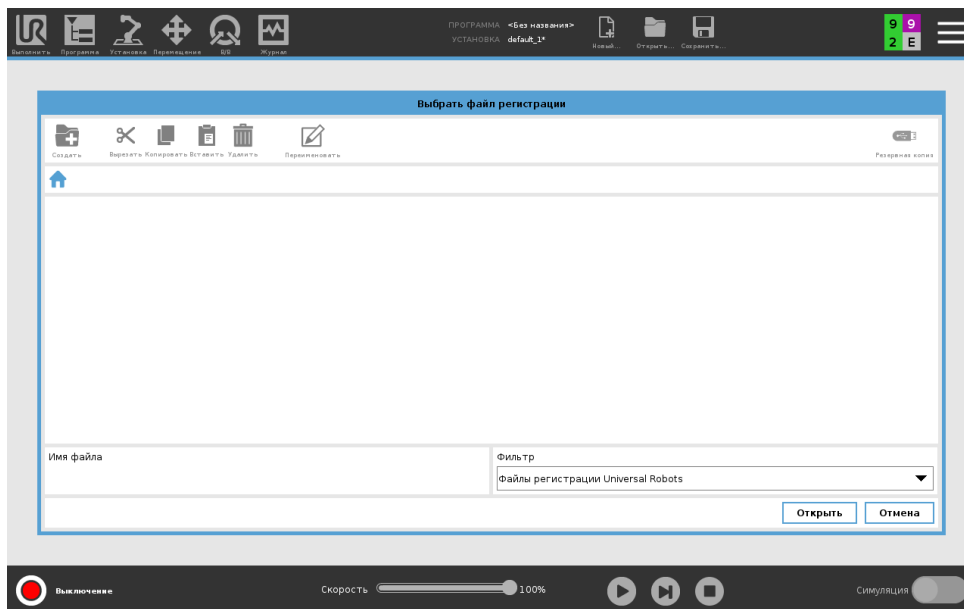 ПРОГРАММА <Без названия>
УСТАНОВКА default_1*
Выполнить Программа Установка Перемещения В/В Журнал
Новый... Открыть... Сохранить...
9 9
2 E
Выбрать файл регистрации
Создать Вырезать Копировать Вставить Удалить Переименовать Резервная копия
Имя файла
Фильтр
Файлы регистрации Universal Robots
Открыть Отмена
Выключение Скорость 100% Симуляция